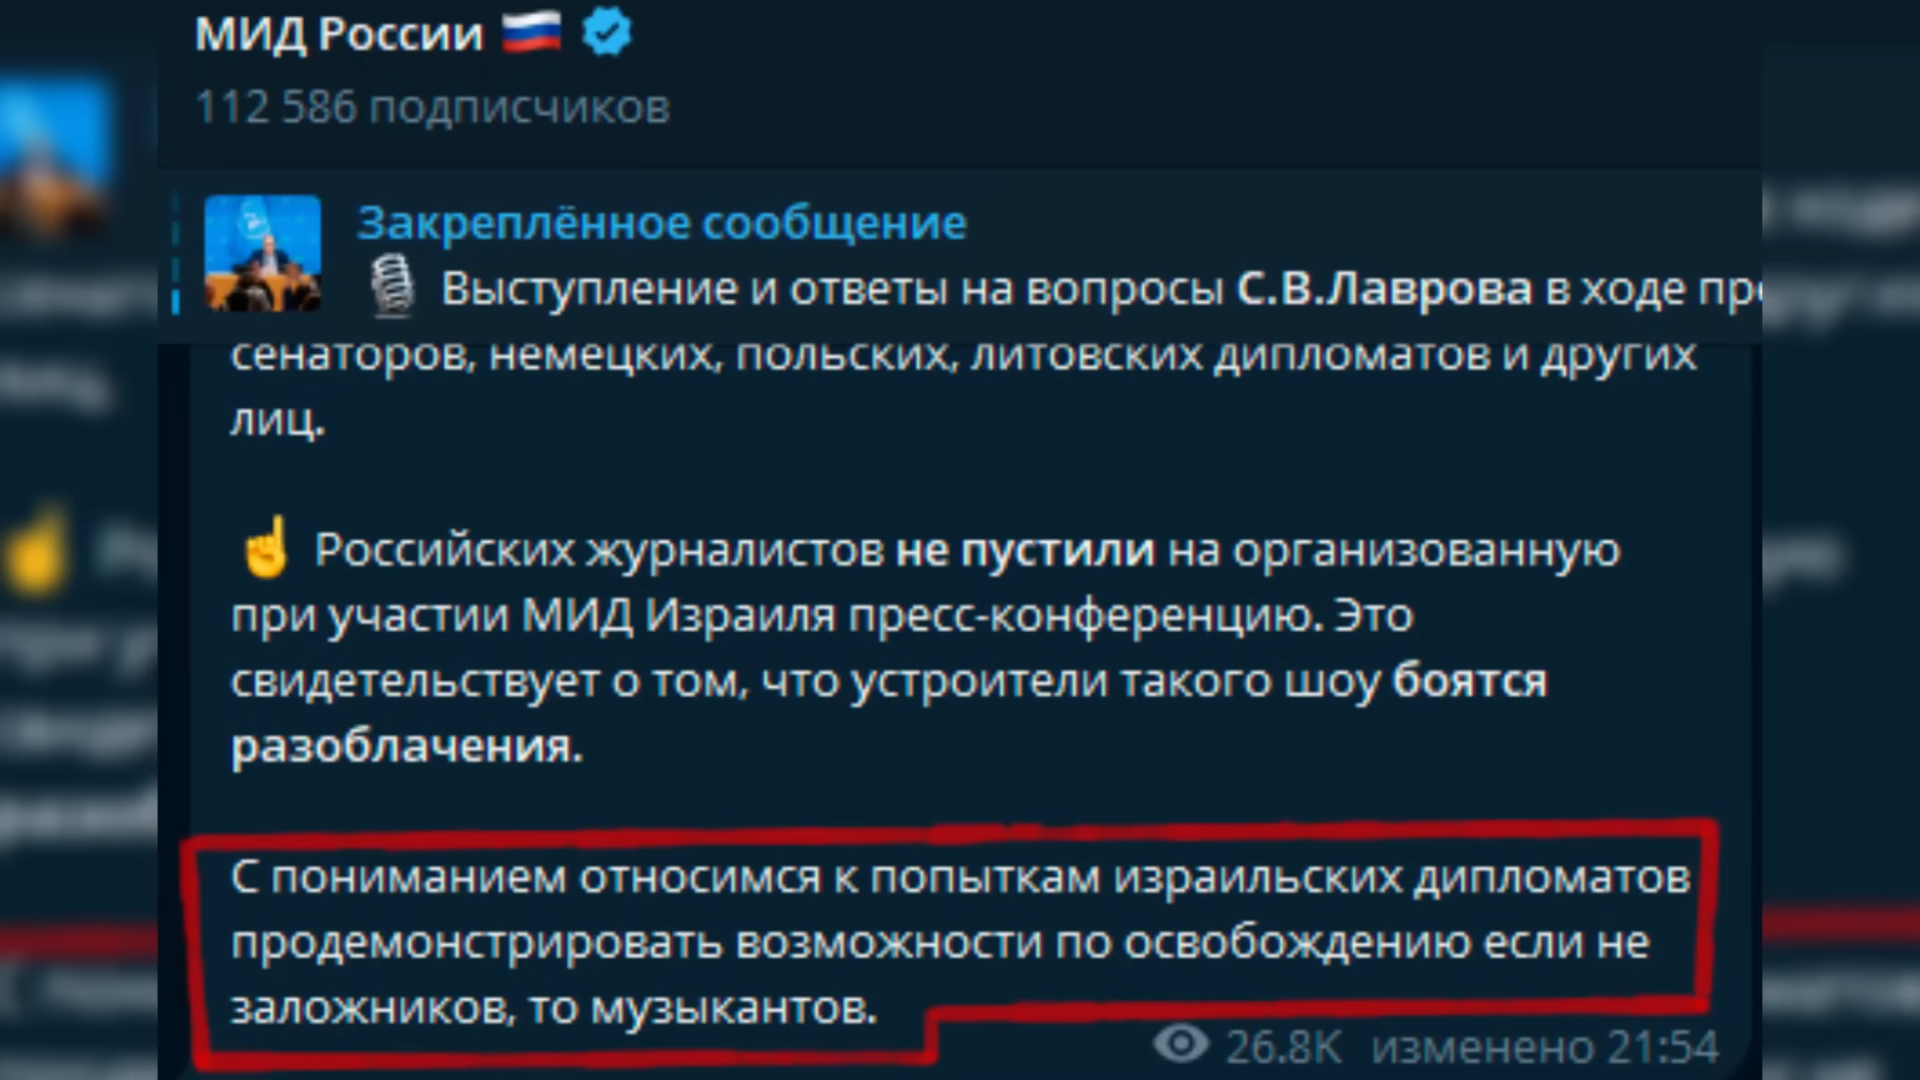 МИД России
112 586 подписчиков
Закреплённое сообщение
Выступление и ответы на вопросы С.В.Лаврова в ходе пр
сенаторов, немецких, польских, литовских дипломатов и других
лиц.
Российских журналистов не пустили на организованную
при участии МИД Израиля пресс-конференцию. Это
свидетельствует о том, что устроители такого шоу боятся
разоблачения.
С пониманием относимся к попыткам израильских дипломатов
продемонстрировать возможности по освобождению если не
заложников, то музыкантов.
26.8K изменено 21:54